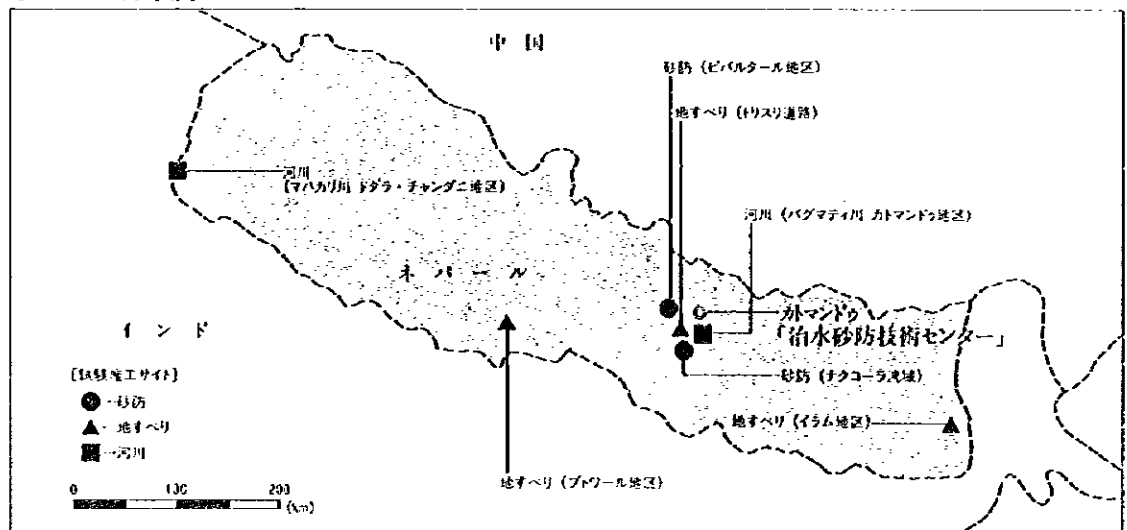 中国
砂防 (ピパルタール地区)
地すべり (トリスリ道路)
河川
(マハカリ川 ドダラ・チャンダニ地区)
河川 (バグマティ川 カトマンドゥ地区)
ネパール
カトマンドゥ
「治水砂防技術センター」
インド
砂防 (ナクコーラ流域)
[試験施工サイト]
●…砂防
▲…地すべり
■…河川
地すべり (イラム地区)
地すべり (ブトワール地区)
0 100 200
(km)